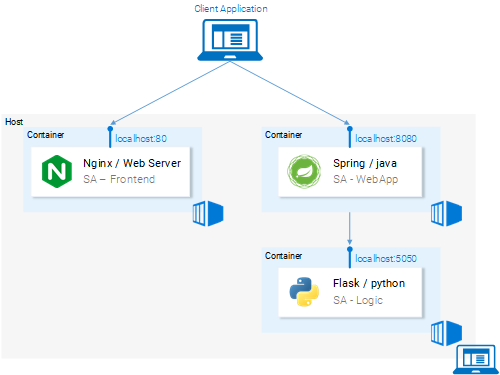 Client Application
Host
Container
localhost:80
Nginx / Web Server
SA – Frontend
Container
localhost:8080
Spring / java
SA - WebApp
Container
localhost:5050
Flask / python
SA - Logic